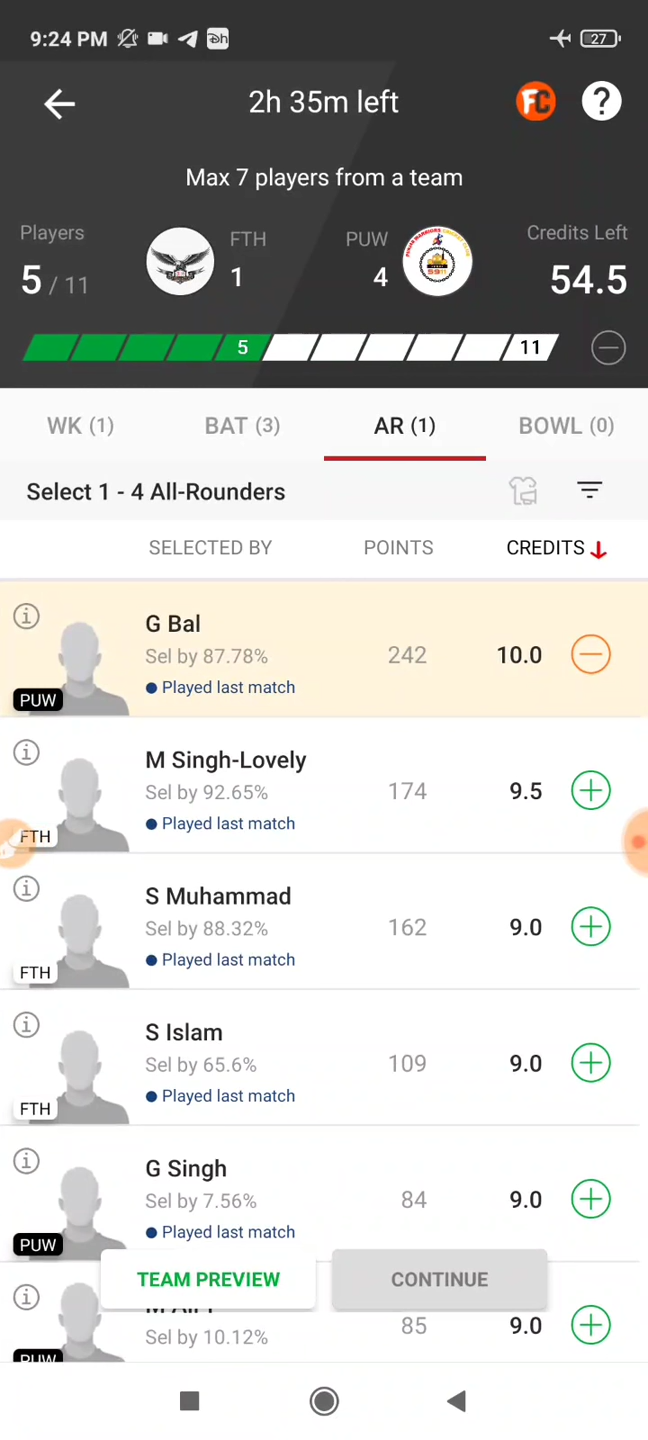 9:24 PM
27
2h 35m left
FC
?
Max 7 players from a team
Players
5 / 11
FTH
1
PUW
4
Credits Left
54.5
5
11
WK (1)
BAT (3)
AR (1)
BOWL (0)
Select 1 - 4 All-Rounders
SELECTED BY
POINTS
CREDITS
G Bal
Sel by 87.78%
Played last match
PUW
242
10.0
M Singh-Lovely
Sel by 92.65%
Played last match
FTH
174
9.5
S Muhammad
Sel by 88.32%
Played last match
FTH
162
9.0
S Islam
Sel by 65.6%
Played last match
FTH
109
9.0
G Singh
Sel by 7.56%
Played last match
PUW
84
9.0
TEAM PREVIEW
CONTINUE
Sel by 10.12%
PUW
85
9.0